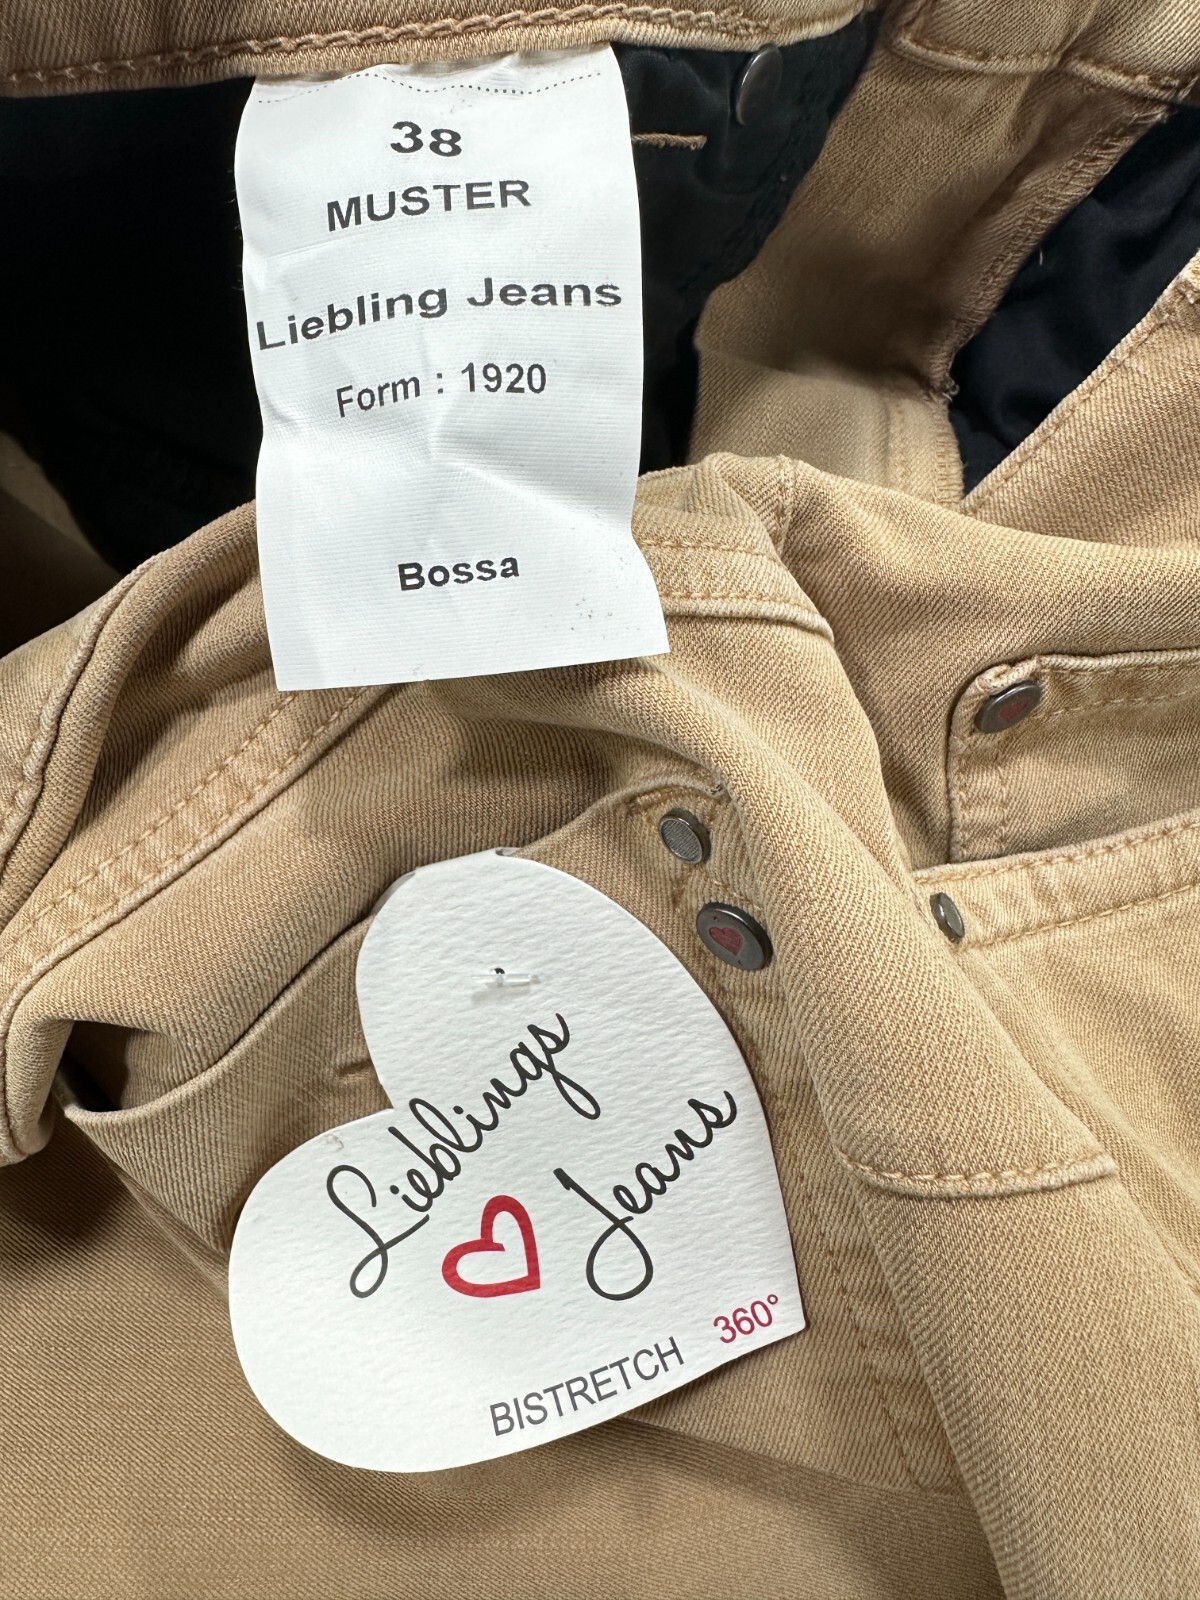 38
MUSTER
Liebling Jeans
Form : 1920
Bossa
Lieblings
Jeans
BISTRETCH 360°